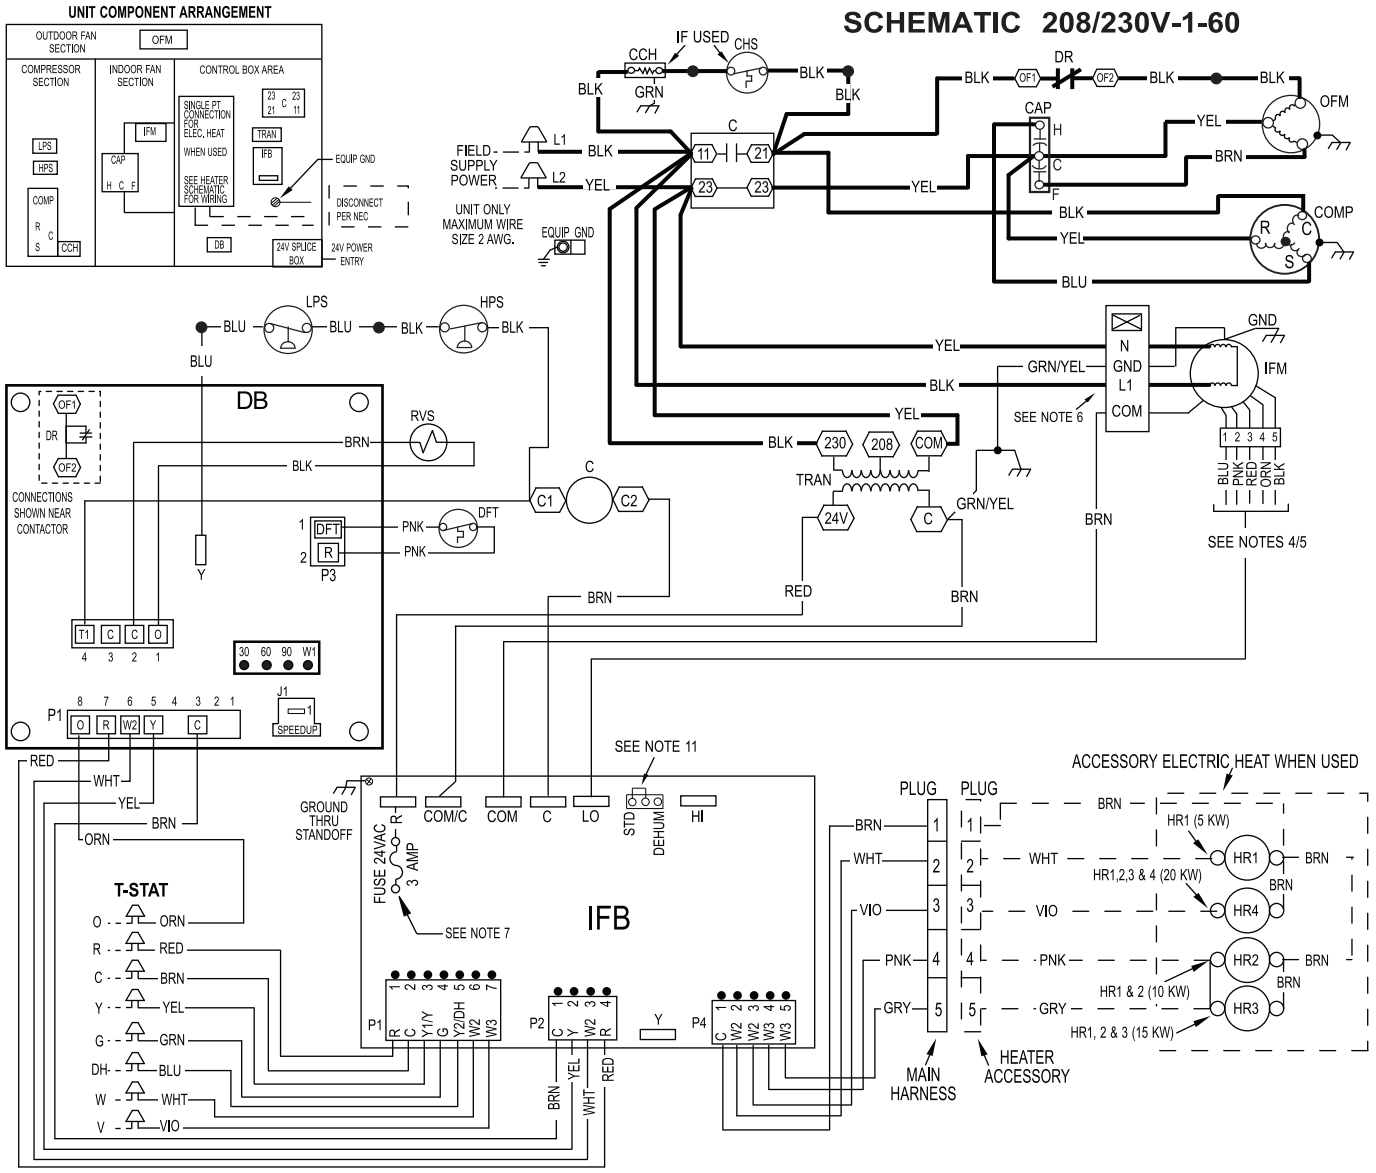 UNIT COMPONENT ARRANGEMENT
OUTDOOR FAN
SECTION
OFM
COMPRESSOR
SECTION
INDOOR FAN
SECTION
CONTROL BOX AREA
SINGLE PT
CONNECTION
FOR
ELEC, HEAT
WHEN USED
SEE HEATER
SCHEMATIC
FOR WIRING
23 C 23
21 11
TRAN
IFB
IFM
LPS
HPS
CAP
H C F
COMP
R
C
S
CCH
DB
24V SPLICE
BOX
EQUIP GND
DISCONNECT
PER NEC
24V POWER
ENTRY
SCHEMATIC 208/230V-1-60
IF USED
CCH
CHS
BLK
BLK
BLK
GRN
FIELD
SUPPLY
POWER
L1
BLK
L2
YEL
UNIT ONLY
MAXIMUM WIRE
SIZE 2 AWG.
EQUIP GND
C
11
21
23
23
BLK
OF1
DR
OF2
BLK
BLK
OFM
CAP
H
C
F
YEL
BRN
YEL
BLK
YEL
BLU
COMP
R
C
S
N
GND
L1
COM
YEL
GRN/YEL
BLK
SEE NOTE 6
GND
IFM
1 2 3 4 5
BLU
PNK
RED
ORN
BLK
SEE NOTES 4/5
YEL
BLK
230
208
COM
TRAN
24V
C
GRN/YEL
RED
BRN
BRN
LPS
HPS
BLU
BLU
BLK
BLK
BLU
DB
OF1
DR
OF2
CONNECTIONS
SHOWN NEAR
CONTACTOR
RVS
BRN
BLK
C
C1
C2
DFT
1
DFT
PNK
2
R
PNK
P3
Y
BRN
T1 C C O
4 3 2 1
30 60 90 W1
J1
1
SPEEDUP
P1
8 7 6 5 4 3 2 1
O R W2 Y C
RED
WHT
YEL
BRN
ORN
T-STAT
O
ORN
R
RED
C
BRN
Y
YEL
G
GRN
DH
BLU
W
WHT
V
VIO
SEE NOTE 11
GROUND
THRU
STANDOFF
R
COM/C
COM
C
LO
STD
DEHUM
HI
FUSE 24VAC
3 AMP
SEE NOTE 7
IFB
P1
1 2 3 4 5 6 7
R
C
Y1/Y
G
Y2/DH
W2
W3
P2
1 2 3 4
C
Y
W2
R
BRN
YEL
WHT
RED
Y
P4
1 2 3 4 5
C
W2
W2
W3
W3
PLUG
PLUG
BRN
1
1
BRN
WHT
2
2
WHT
VIO
3
3
VIO
PNK
4
4
PNK
GRY
5
5
GRY
MAIN
HARNESS
HEATER
ACCESSORY
ACCESSORY ELECTRIC HEAT WHEN USED
HR1 (5 KW)
HR1
BRN
BRN
HR1,2,3 & 4 (20 KW)
HR4
HR2
BRN
BRN
HR1 & 2 (10 KW)
HR3
HR1, 2 & 3 (15 KW)